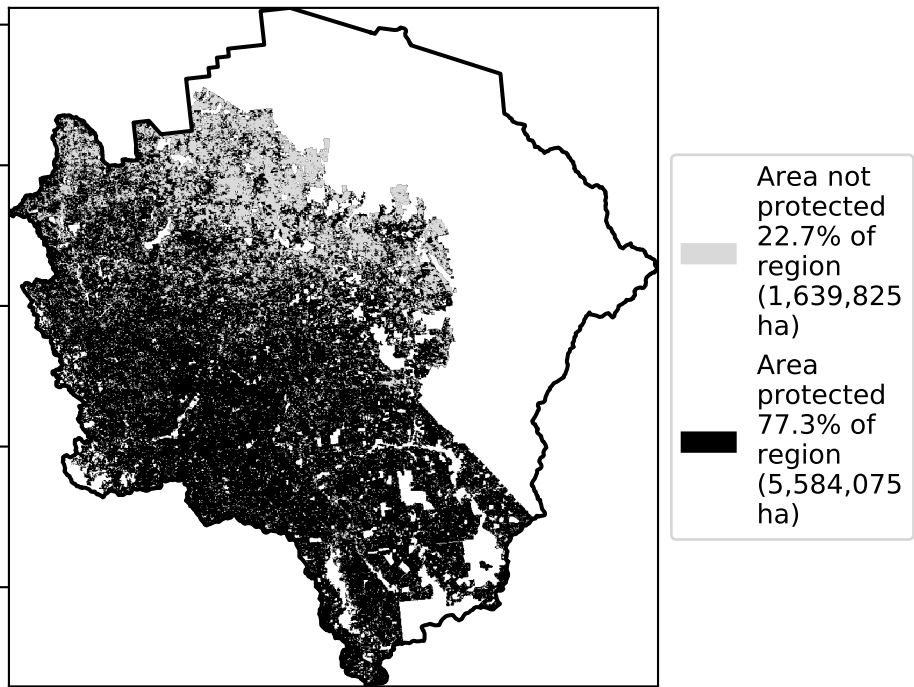 Area not
protected
22.7% of
region
(1,639,825
ha)
Area
protected
77.3% of
region
(5,584,075
ha)